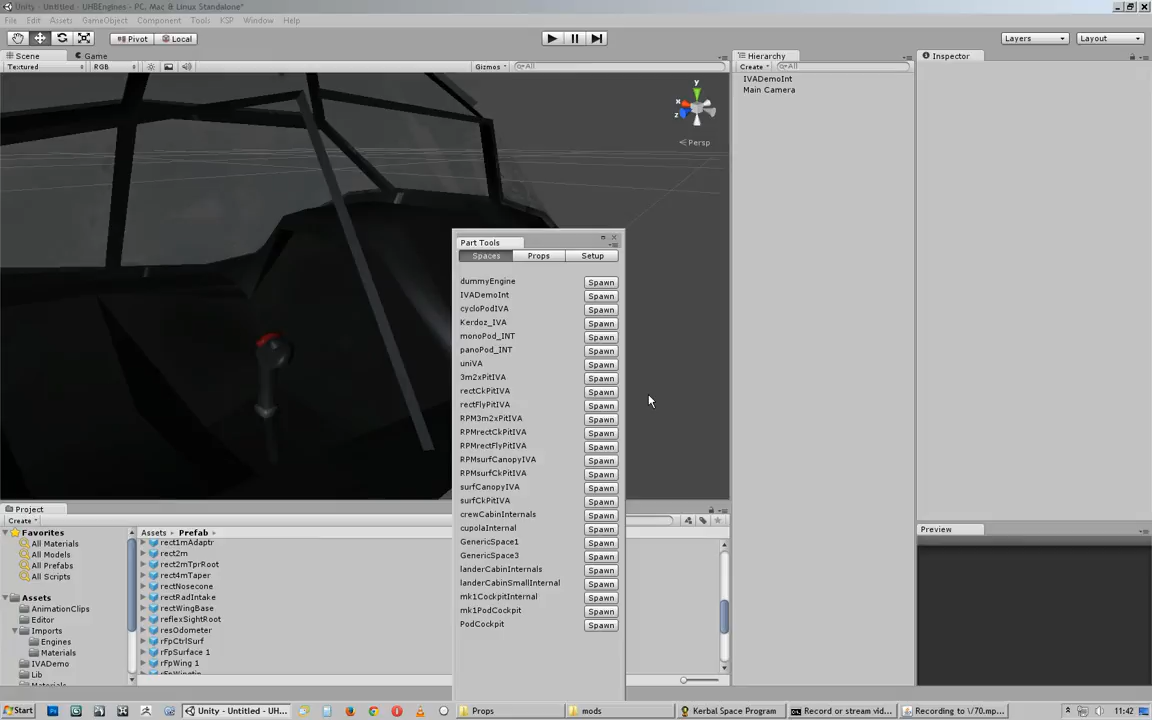 Unity - Untitled - UHBEngines - PC, Mac & Linux Standalone*
File Edit Assets GameObject Component Tools KSP Window Help
Pivot Local Layers Layout
Scene Game
Textured RGB Gizmos All
Hierarchy
Create All
IVADemoInt
Main Camera
Inspector
y
x
z
Persp
Part Tools
Spaces Props Setup
dummyEngine Spawn
IVADemoInt Spawn
cycloPodIVA Spawn
Kerdoz_IVA Spawn
monoPod_INT Spawn
panoPod_INT Spawn
uniVA Spawn
3m2xPitIVA Spawn
rectCkPitIVA Spawn
rectFlyPitIVA Spawn
RPM3m2xPitIVA Spawn
RPMrectCkPitIVA Spawn
RPMrectFlyPitIVA Spawn
RPMsurfCanopyIVA Spawn
RPMsurfCkPitIVA Spawn
surfCanopyIVA Spawn
surfCkPitIVA Spawn
crewCabinInternals Spawn
cupolaInternal Spawn
GenericSpace1 Spawn
GenericSpace3 Spawn
landerCabinInternals Spawn
landerCabinSmallInternal Spawn
mk1CockpitInternal Spawn
mk1PodCockpit Spawn
PodCockpit Spawn
Project
Create
Favorites
All Materials
All Models
All Prefabs
All Scripts
Assets
AnimationClips
Editor
Imports
Engines
Materials
IVADemo
Lib
Assets Prefab
rect1mAdaptr
rect2m
rect2mTprRoot
rect4mTaper
rectNosecone
rectRadIntake
rectWingBase
reflexSightRoot
resOdometer
rFpCtrlSurf
rFpSurface 1
rFpWing 1
Preview
Start Unity - Untitled - UH... Props mods Kerbal Space Program Record or stream vid... Recording to \/70.mp... 11:42